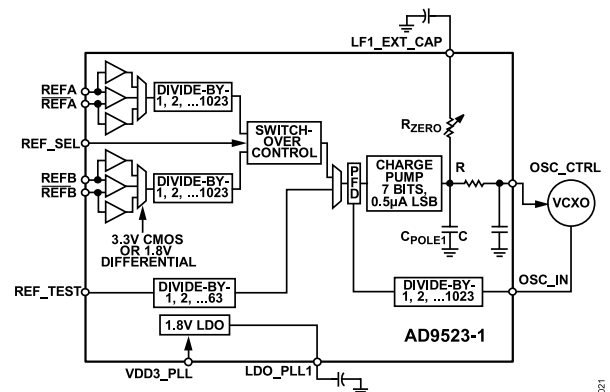 LF1_EXT_CAP
REFA
REFA
DIVIDE-BY-
1, 2, ...1023
RZERO
REF_SEL
SWITCH-
OVER
CONTROL
PFD
CHARGE
PUMP
7 BITS,
0.5µA LSB
R
OSC_CTRL
VCXO
REFB
REFB
DIVIDE-BY-
1, 2, ...1023
CPOLE1
C
3.3V CMOS
OR 1.8V
DIFFERENTIAL
REF_TEST
DIVIDE-BY-
1, 2, ...63
DIVIDE-BY-
1, 2, ...1023
OSC_IN
1.8V LDO
AD9523-1
VDD3_PLL
LDO_PLL1
021